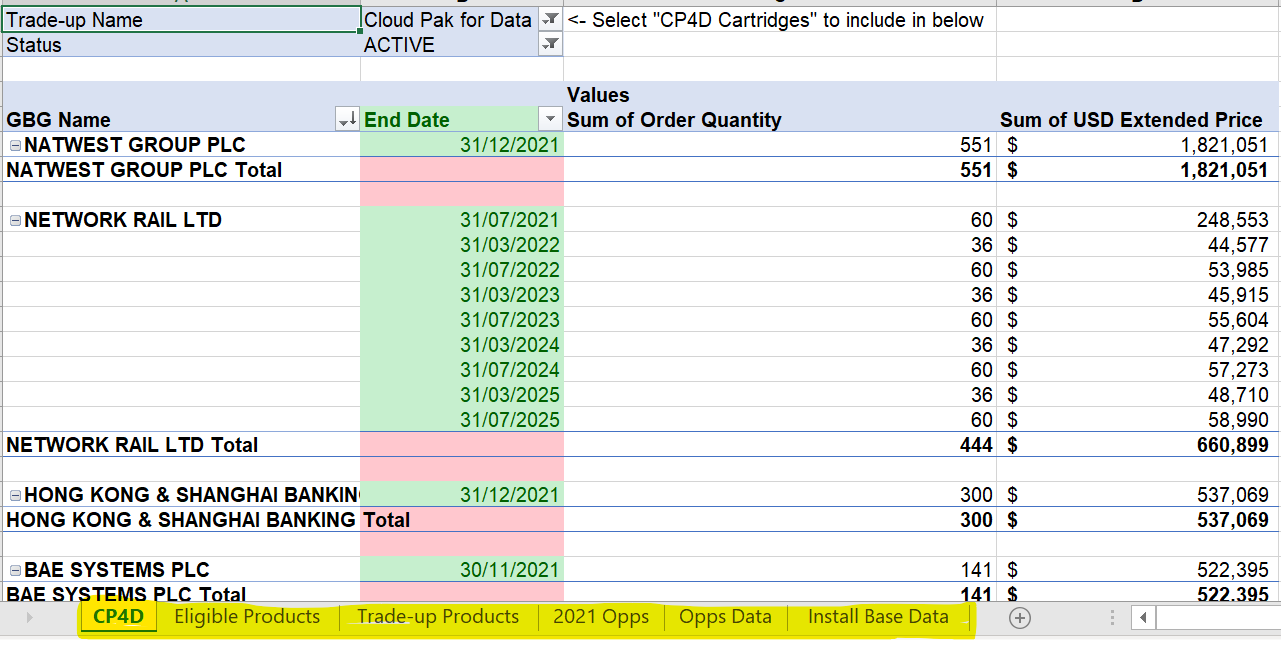 Trade-up Name Cloud Pak for Data <- Select "CP4D Cartridges" to include in below
Status ACTIVE
Values
GBG Name End Date Sum of Order Quantity Sum of USD Extended Price
NATWEST GROUP PLC 31/12/2021 551 $ 1,821,051
NATWEST GROUP PLC Total 551 $ 1,821,051
NETWORK RAIL LTD 31/07/2021 60 $ 248,553
31/03/2022 36 $ 44,577
31/07/2022 60 $ 53,985
31/03/2023 36 $ 45,915
31/07/2023 60 $ 55,604
31/03/2024 36 $ 47,292
31/07/2024 60 $ 57,273
31/03/2025 36 $ 48,710
31/07/2025 60 $ 58,990
NETWORK RAIL LTD Total 444 $ 660,899
HONG KONG & SHANGHAI BANKIN 31/12/2021 300 $ 537,069
HONG KONG & SHANGHAI BANKING Total 300 $ 537,069
BAE SYSTEMS PLC 30/11/2021 141 $ 522,395
BAE SYSTEMS PLC Total 141 $ 522,395
CP4D Eligible Products Trade-up Products 2021 Opps Opps Data Install Base Data